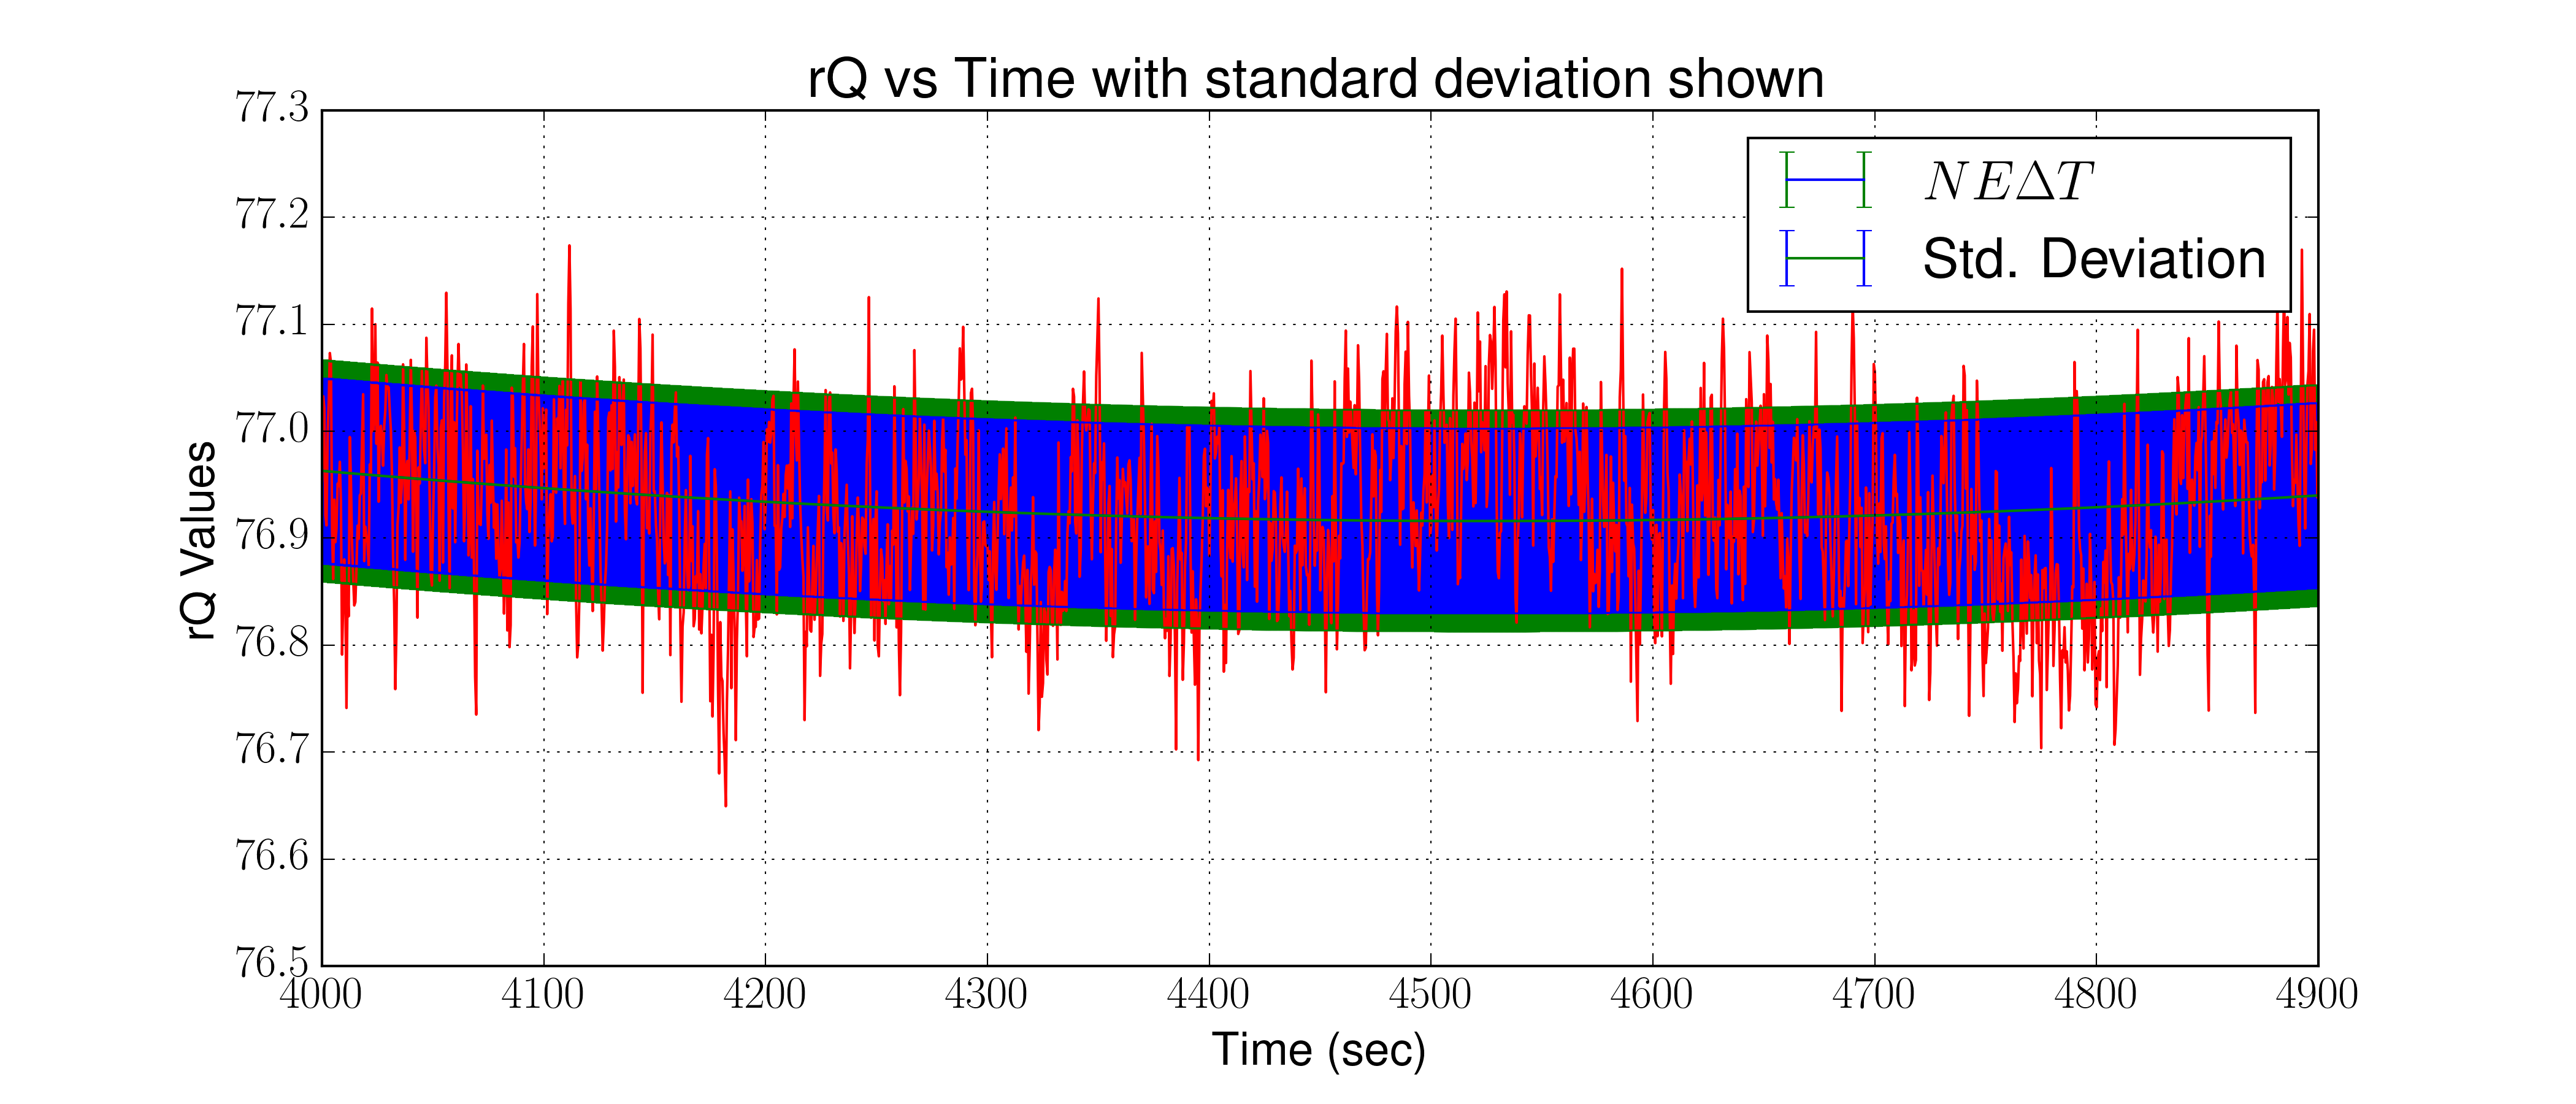 rQ vs Time with standard deviation shown
77.3
77.2
77.1
77.0
76.9
76.8
76.7
76.6
76.5
rQ Values
NEΔT
Std. Deviation
4000 4100 4200 4300 4400 4500 4600 4700 4800 4900
Time (sec)